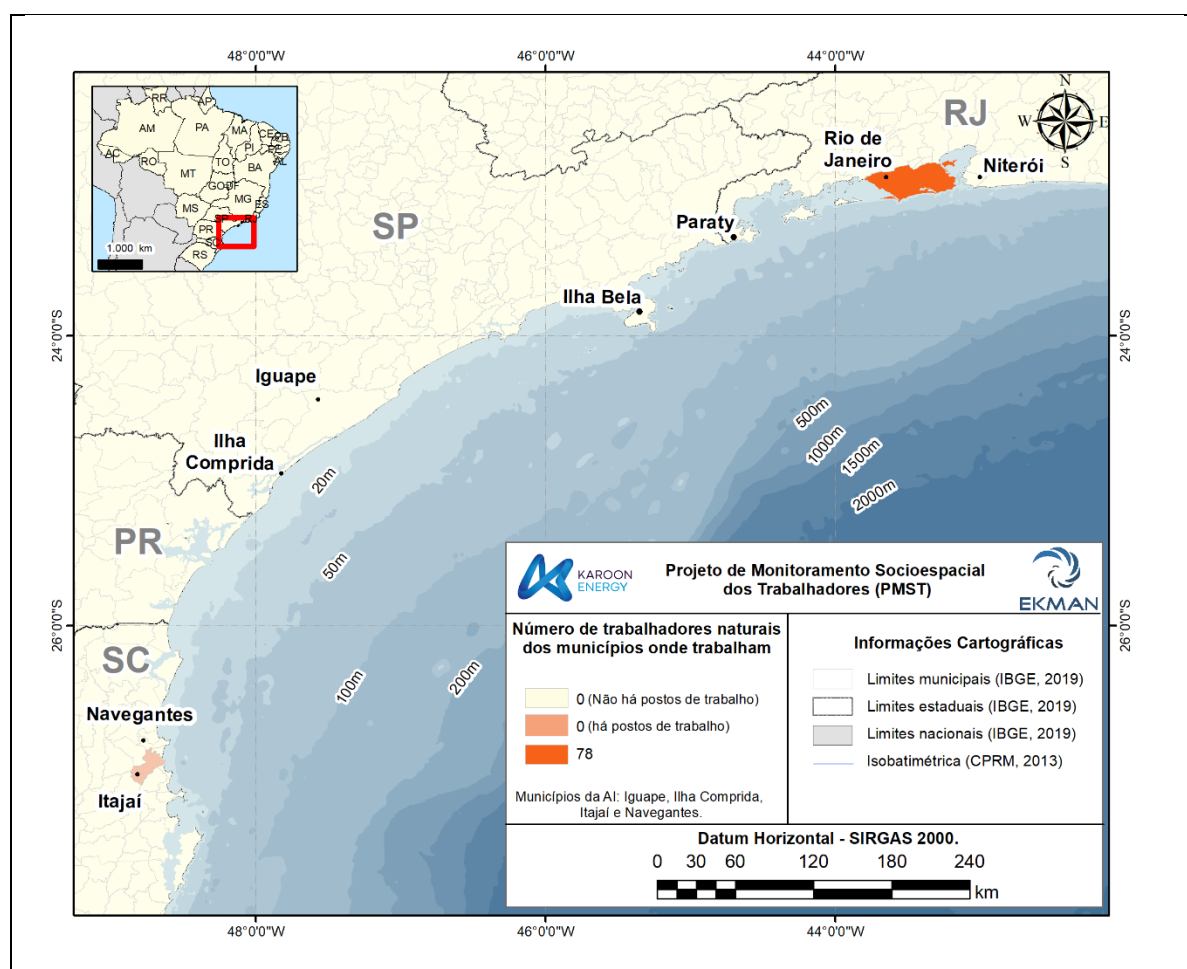 48°0'0"W
46°0'0"W
44°0'0"W
RR
AP
AM
PA
MA
CE
PI
AC
RO
TO
AL
MT
BA
GO
DF
MG
MS
ES
SP
RJ
PR
SC
RS
1.000 km
N
W
E
S
RJ
Rio de
Janeiro
Niterói
SP
Paraty
Ilha Bela
24°0'0"S
24°0'0"S
Iguape
Ilha
Comprida
500m
1000m
1500m
2000m
20m
50m
100m
200m
PR
26°0'0"S
26°0'0"S
SC
Navegantes
Itajaí
KAROON
ENERGY
Projeto de Monitoramento Socioespacial
dos Trabalhadores (PMST)
EKMAN
Número de trabalhadores naturais
dos municípios onde trabalham
0 (Não há postos de trabalho)
0 (há postos de trabalho)
78
Municípios da AI: Iguape, Ilha Comprida,
Itajaí e Navegantes.
Informações Cartográficas
Limites municipais (IBGE, 2019)
Limites estaduais (IBGE, 2019)
Limites nacionais (IBGE, 2019)
Isobatimétrica (CPRM, 2013)
Datum Horizontal - SIRGAS 2000.
0 30 60 120 180 240
km
48°0'0"W
46°0'0"W
44°0'0"W